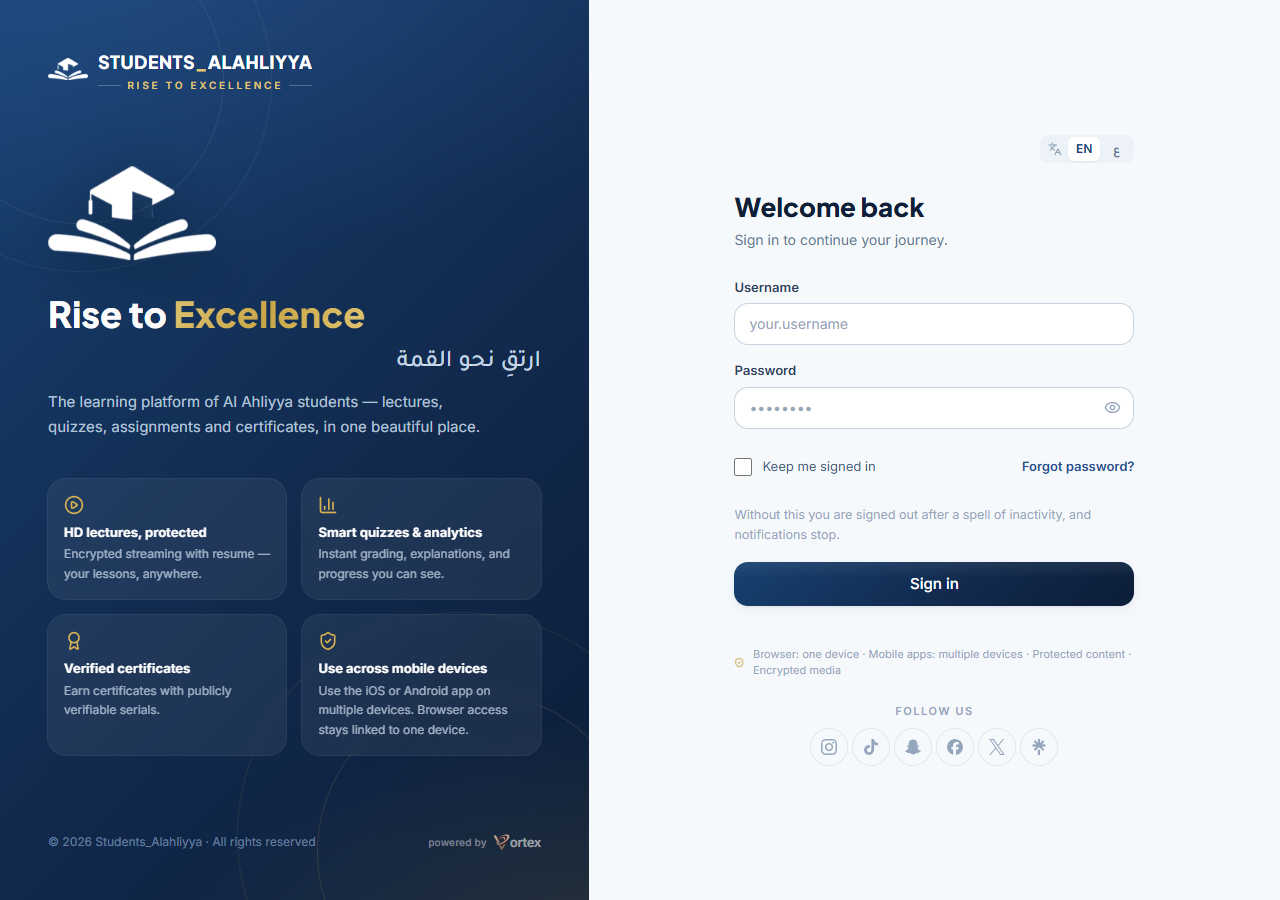 STUDENTS_ALAHLIYYA
RISE TO EXCELLENCE
Rise to Excellence
ارتقِ نحو القمة
The learning platform of Al Ahliyya students — lectures,
quizzes, assignments and certificates, in one beautiful place.
HD lectures, protected
Encrypted streaming with resume —
your lessons, anywhere.
Smart quizzes & analytics
Instant grading, explanations, and
progress you can see.
Verified certificates
Earn certificates with publicly
verifiable serials.
Use across mobile devices
Use the iOS or Android app on
multiple devices. Browser access
stays linked to one device.
© 2026 Students_Alahliyya · All rights reserved
powered by Vortex
EN ع
Welcome back
Sign in to continue your journey.
Username
your.username
Password
••••••••
Keep me signed in
Forgot password?
Without this you are signed out after a spell of inactivity, and
notifications stop.
Sign in
Browser: one device · Mobile apps: multiple devices · Protected content ·
Encrypted media
FOLLOW US